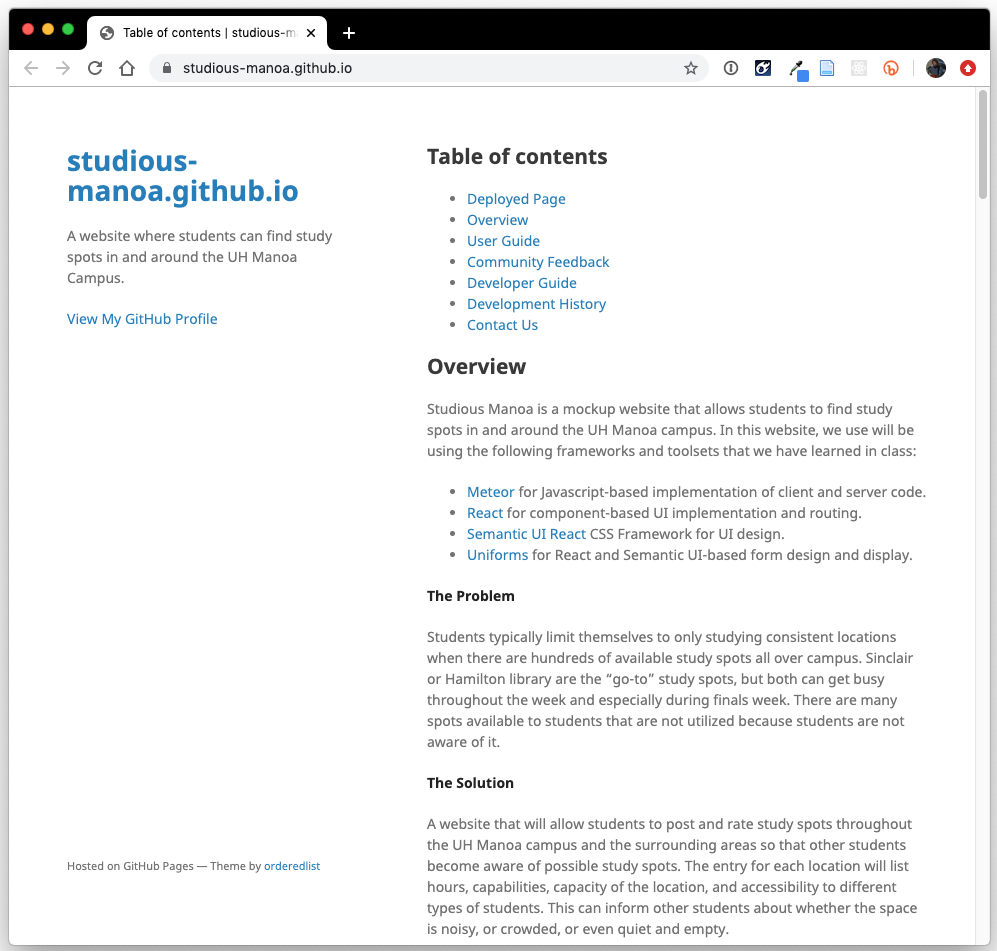 Table of contents | studious-m
studious-manoa.github.io
studious-
manoa.github.io
A website where students can find study
spots in and around the UH Manoa
Campus.
View My GitHub Profile
Table of contents
Deployed Page
Overview
User Guide
Community Feedback
Developer Guide
Development History
Contact Us
Overview
Studious Manoa is a mockup website that allows students to find study
spots in and around the UH Manoa campus. In this website, we use will be
using the following frameworks and toolsets that we have learned in class:
Meteor for Javascript-based implementation of client and server code.
React for component-based UI implementation and routing.
Semantic UI React CSS Framework for UI design.
Uniforms for React and Semantic UI-based form design and display.
The Problem
Students typically limit themselves to only studying consistent locations
when there are hundreds of available study spots all over campus. Sinclair
or Hamilton library are the “go-to” study spots, but both can get busy
throughout the week and especially during finals week. There are many
spots available to students that are not utilized because students are not
aware of it.
The Solution
A website that will allow students to post and rate study spots throughout
the UH Manoa campus and the surrounding areas so that other students
become aware of possible study spots. The entry for each location will list
hours, capabilities, capacity of the location, and accessibility to different
types of students. This can inform other students about whether the space
is noisy, or crowded, or even quiet and empty.
Hosted on GitHub Pages — Theme by orderedlist